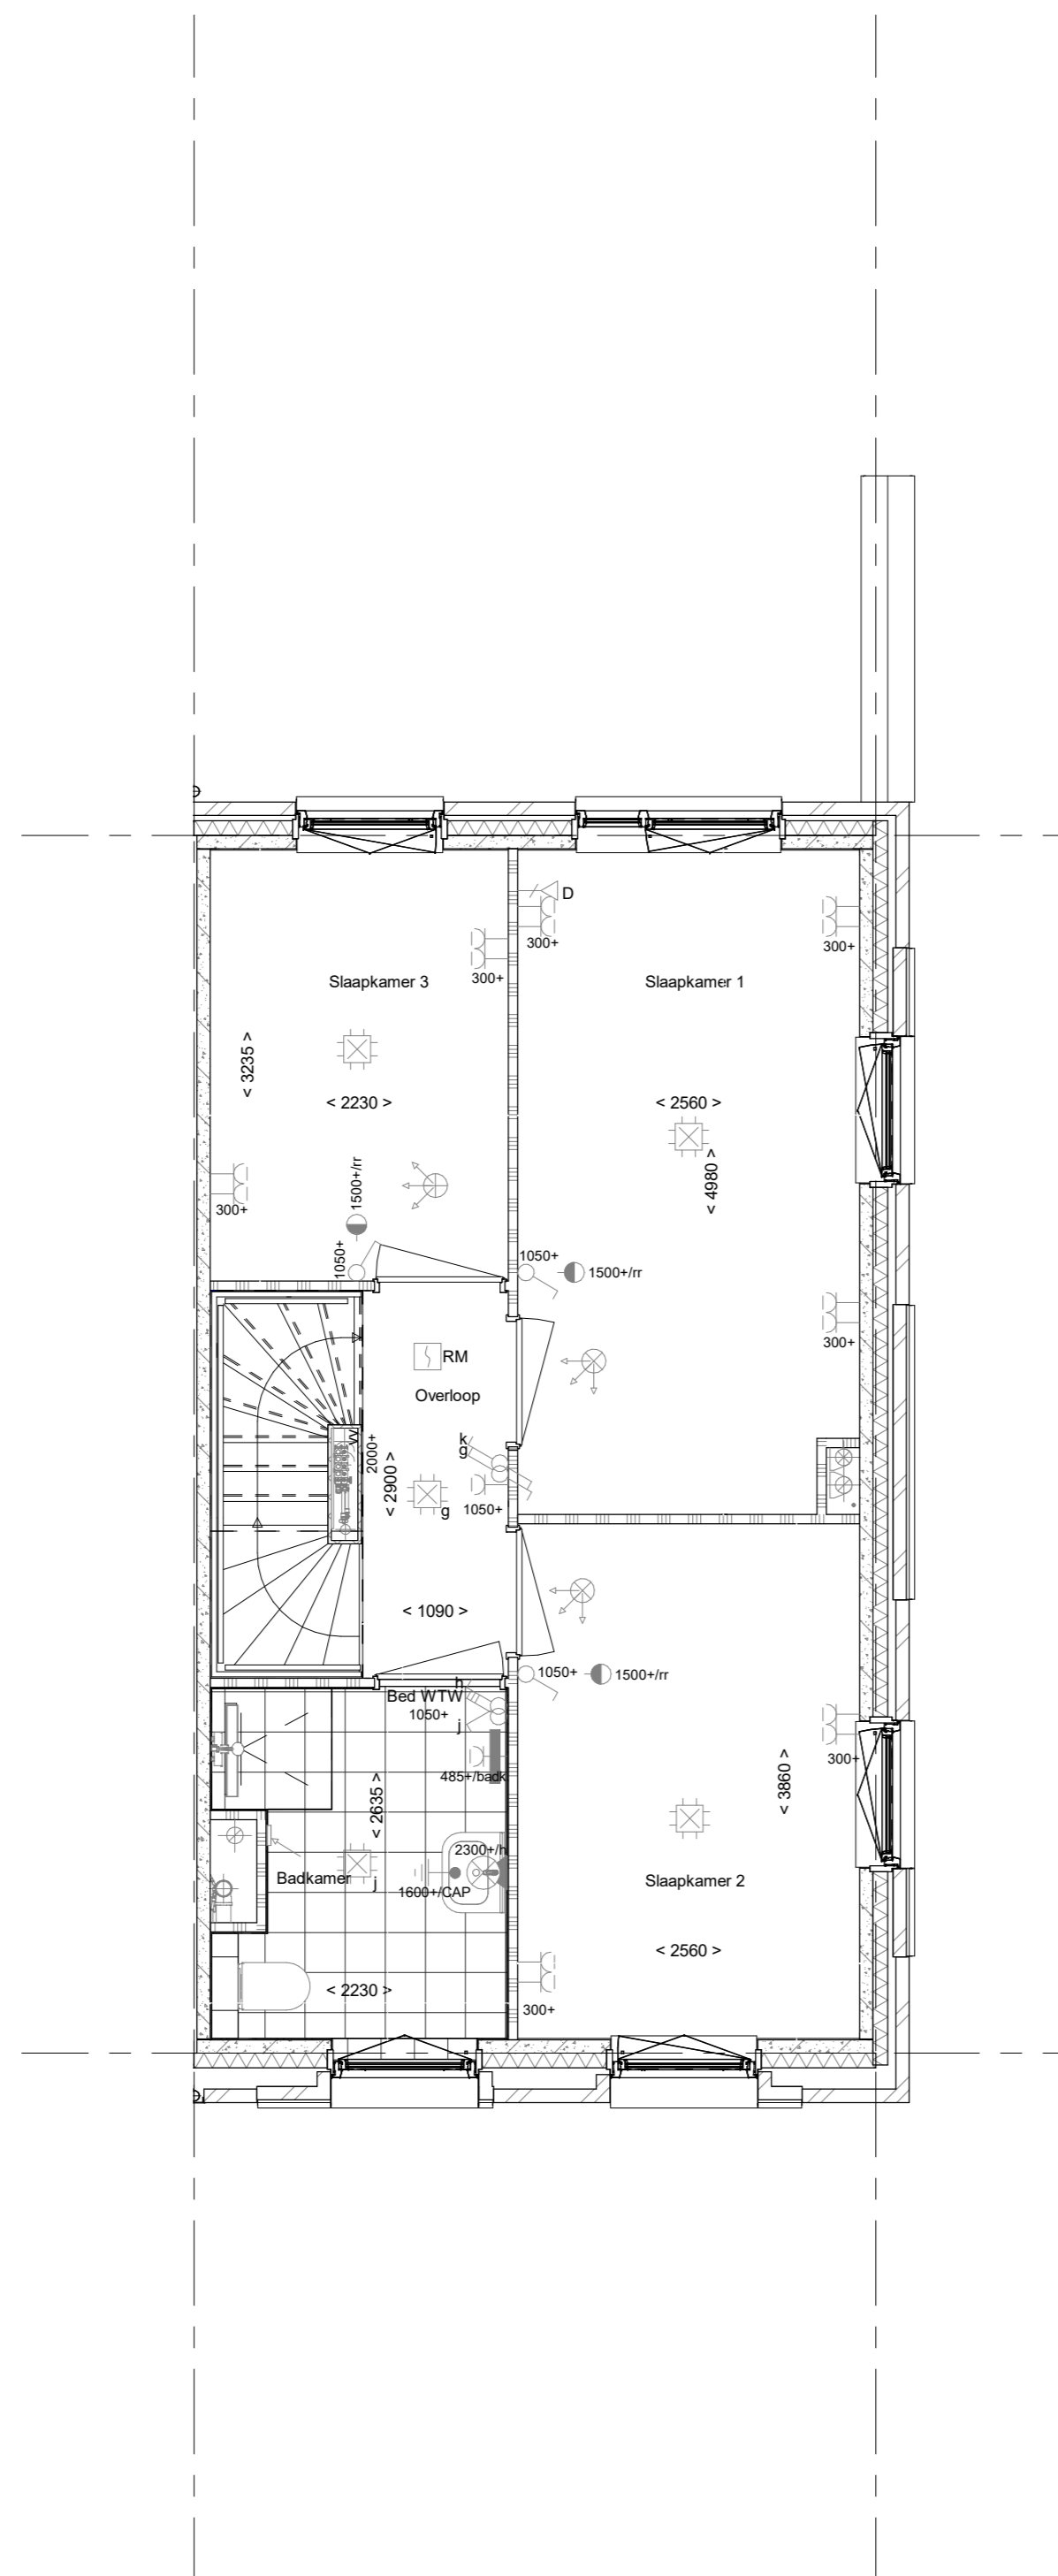 D
300+
300+
300+
Slaapkamer 3
Slaapkamer 1
< 3235 >
< 2230 >
< 2560 >
< 4980 >
1500+/rr
300+
1050+
1050+
1500+/rr
300+
RM
Overloop
k
g
2000+
< 2900 >
1050+
g
< 1090 >
h
Bed WTW
1050+
j
1050+
1500+/rr
300+
485+/badk
< 2635 >
< 3860 >
2300+/h
Badkamer
j
1600+/CAP
Slaapkamer 2
< 2560 >
< 2230 >
300+